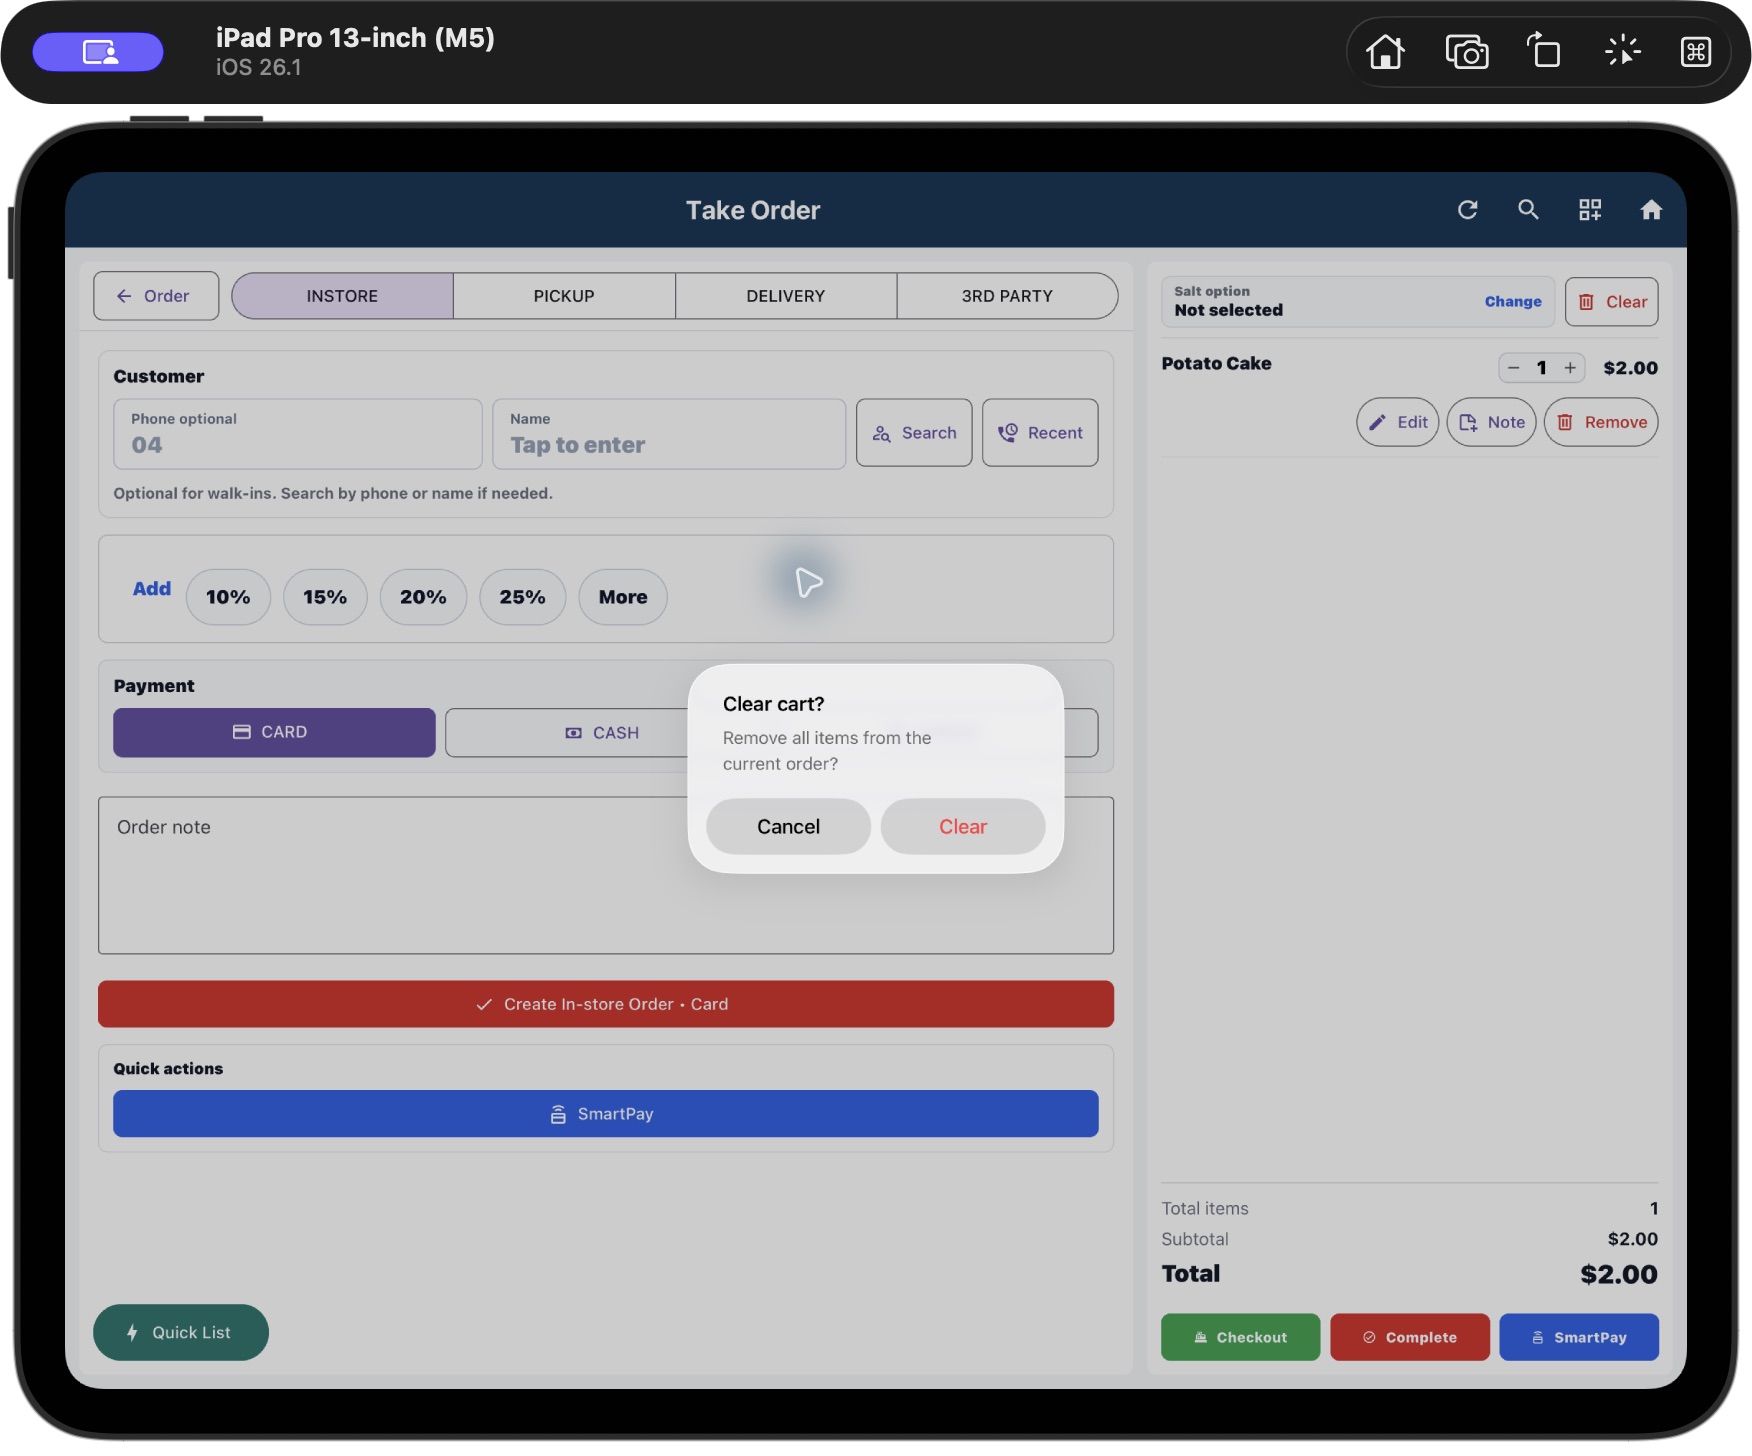 iPad Pro 13-inch (M5)
iOS 26.1
Take Order
Order
INSTORE
PICKUP
DELIVERY
3RD PARTY
Customer
Phone optional
04
Name
Tap to enter
Search
Recent
Optional for walk-ins. Search by phone or name if needed.
Add
10%
15%
20%
25%
More
Payment
CARD
CASH
Order note
Create In-store Order • Card
Quick actions
SmartPay
Quick List
Clear cart?
Remove all items from the
current order?
Cancel
Clear
Salt option
Not selected
Change
Clear
Potato Cake
− 1 + $2.00
Edit
Note
Remove
Total items 1
Subtotal $2.00
Total $2.00
Checkout
Complete
SmartPay